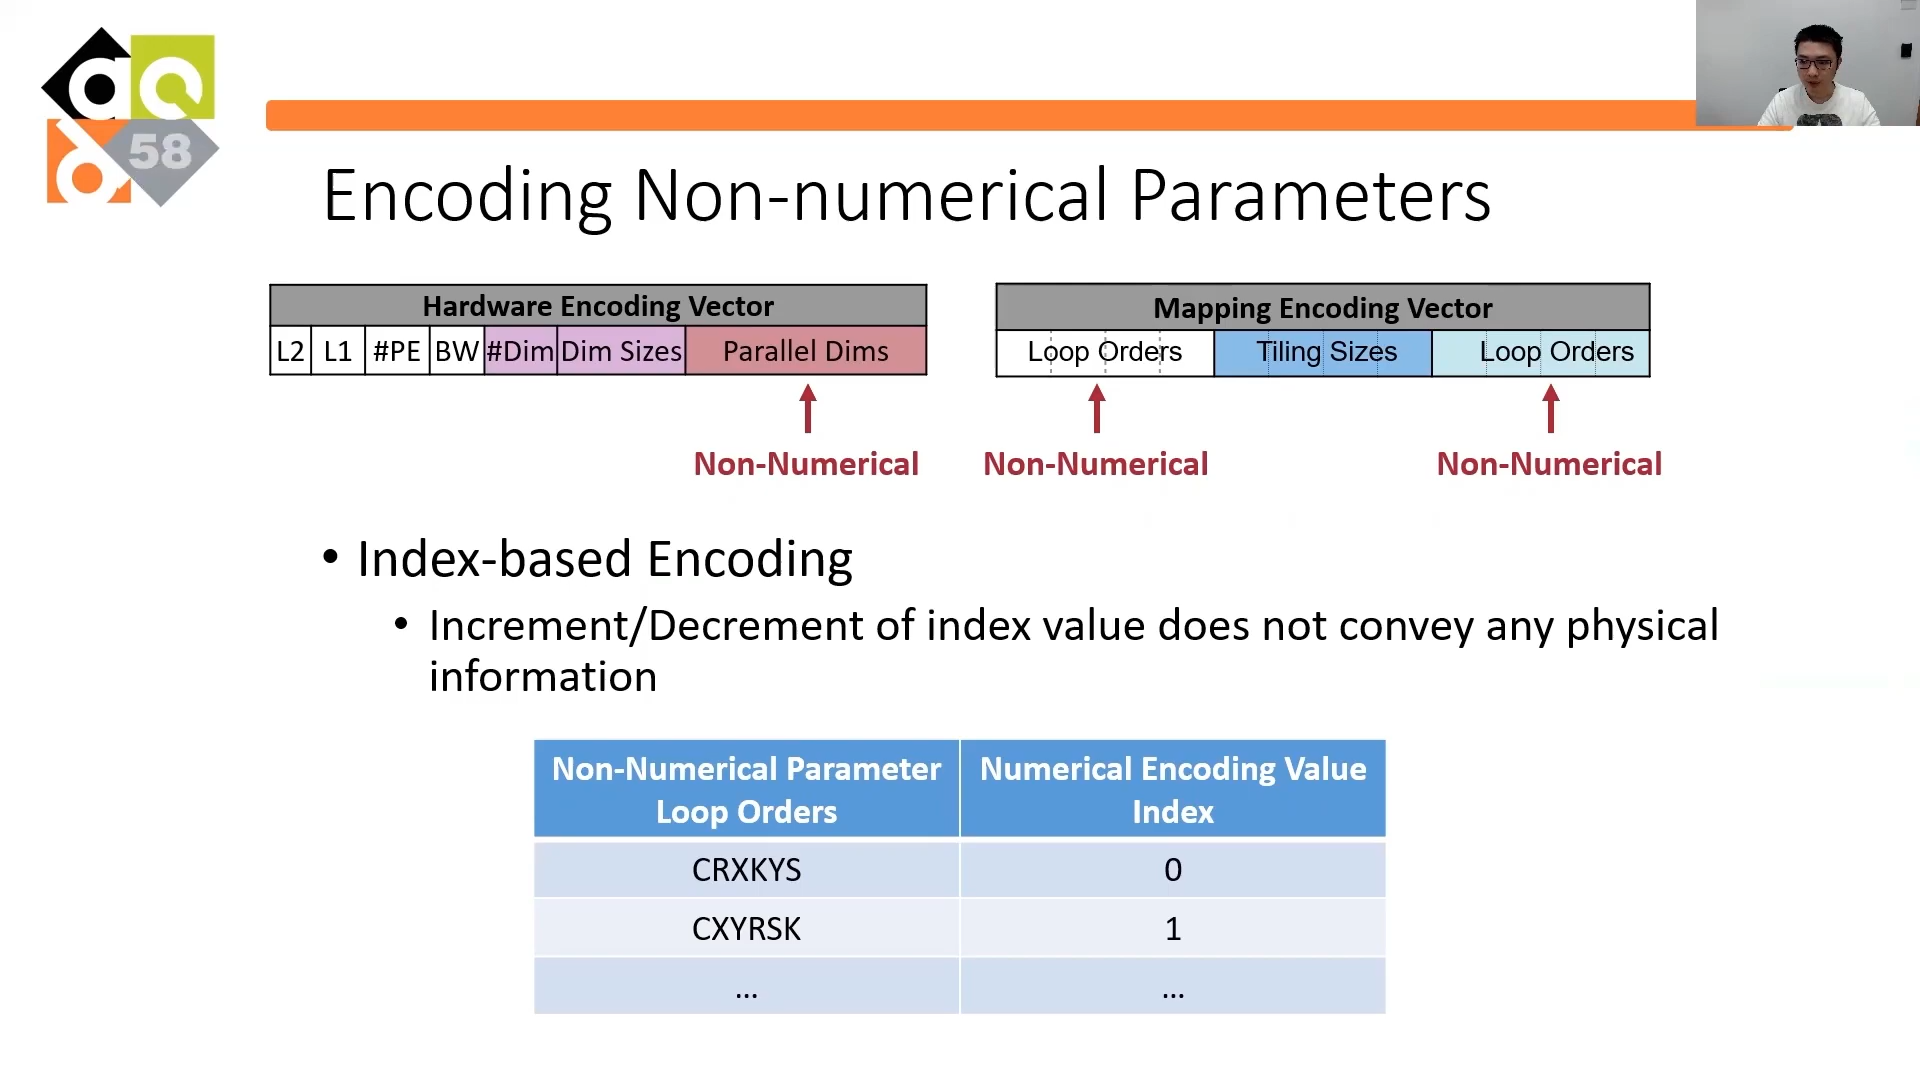 58
Encoding Non-numerical Parameters
Hardware Encoding Vector
L2 L1 #PE BW #Dim Dim Sizes Parallel Dims
Mapping Encoding Vector
Loop Orders Tiling Sizes Loop Orders
Non-Numerical Non-Numerical Non-Numerical
• Index-based Encoding
• Increment/Decrement of index value does not convey any physical
information
Non-Numerical Parameter
Loop Orders
Numerical Encoding Value
Index
CRXKYS 0
CXYRSK 1
... ...